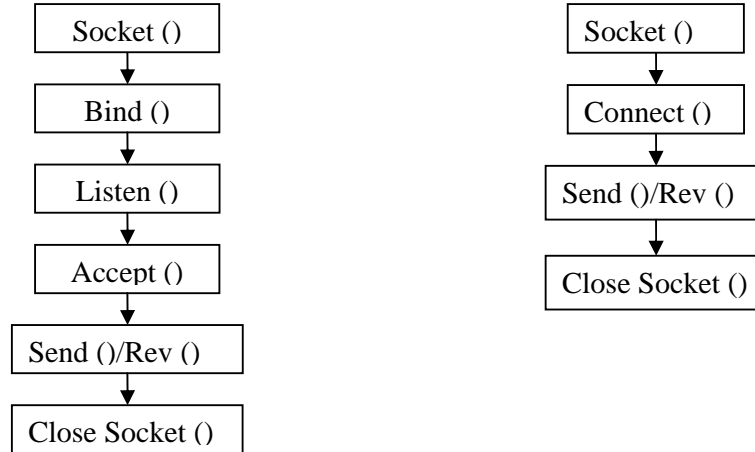 Socket ()
Bind ()
Listen ()
Accept ()
Send ()/Rev ()
Close Socket ()
Socket ()
Connect ()
Send ()/Rev ()
Close Socket ()